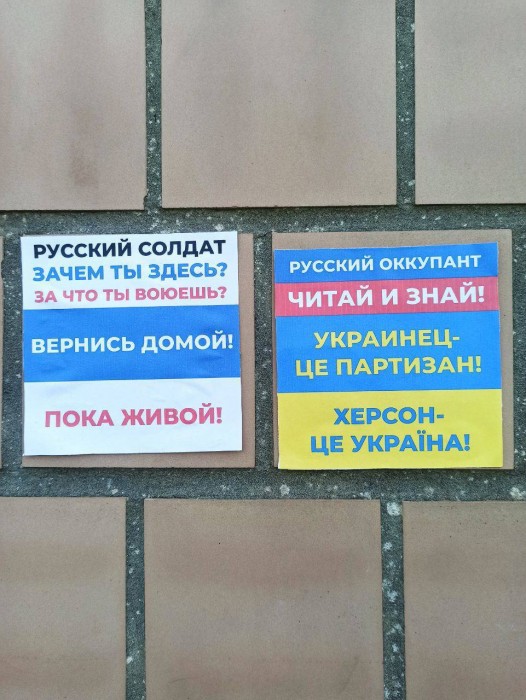 РУССКИЙ СОЛДАТ
ЗАЧЕМ ТЫ ЗДЕСЬ?
ЗА ЧТО ТЫ ВОЮЕШЬ?
ВЕРНИСЬ ДОМОЙ!
ПОКА ЖИВОЙ!
РУССКИЙ ОККУПАНТ
ЧИТАЙ И ЗНАЙ!
УКРАИНЕЦ-
ЦЕ ПАРТИЗАН!
ХЕРСОН-
ЦЕ УКРАЇНА!